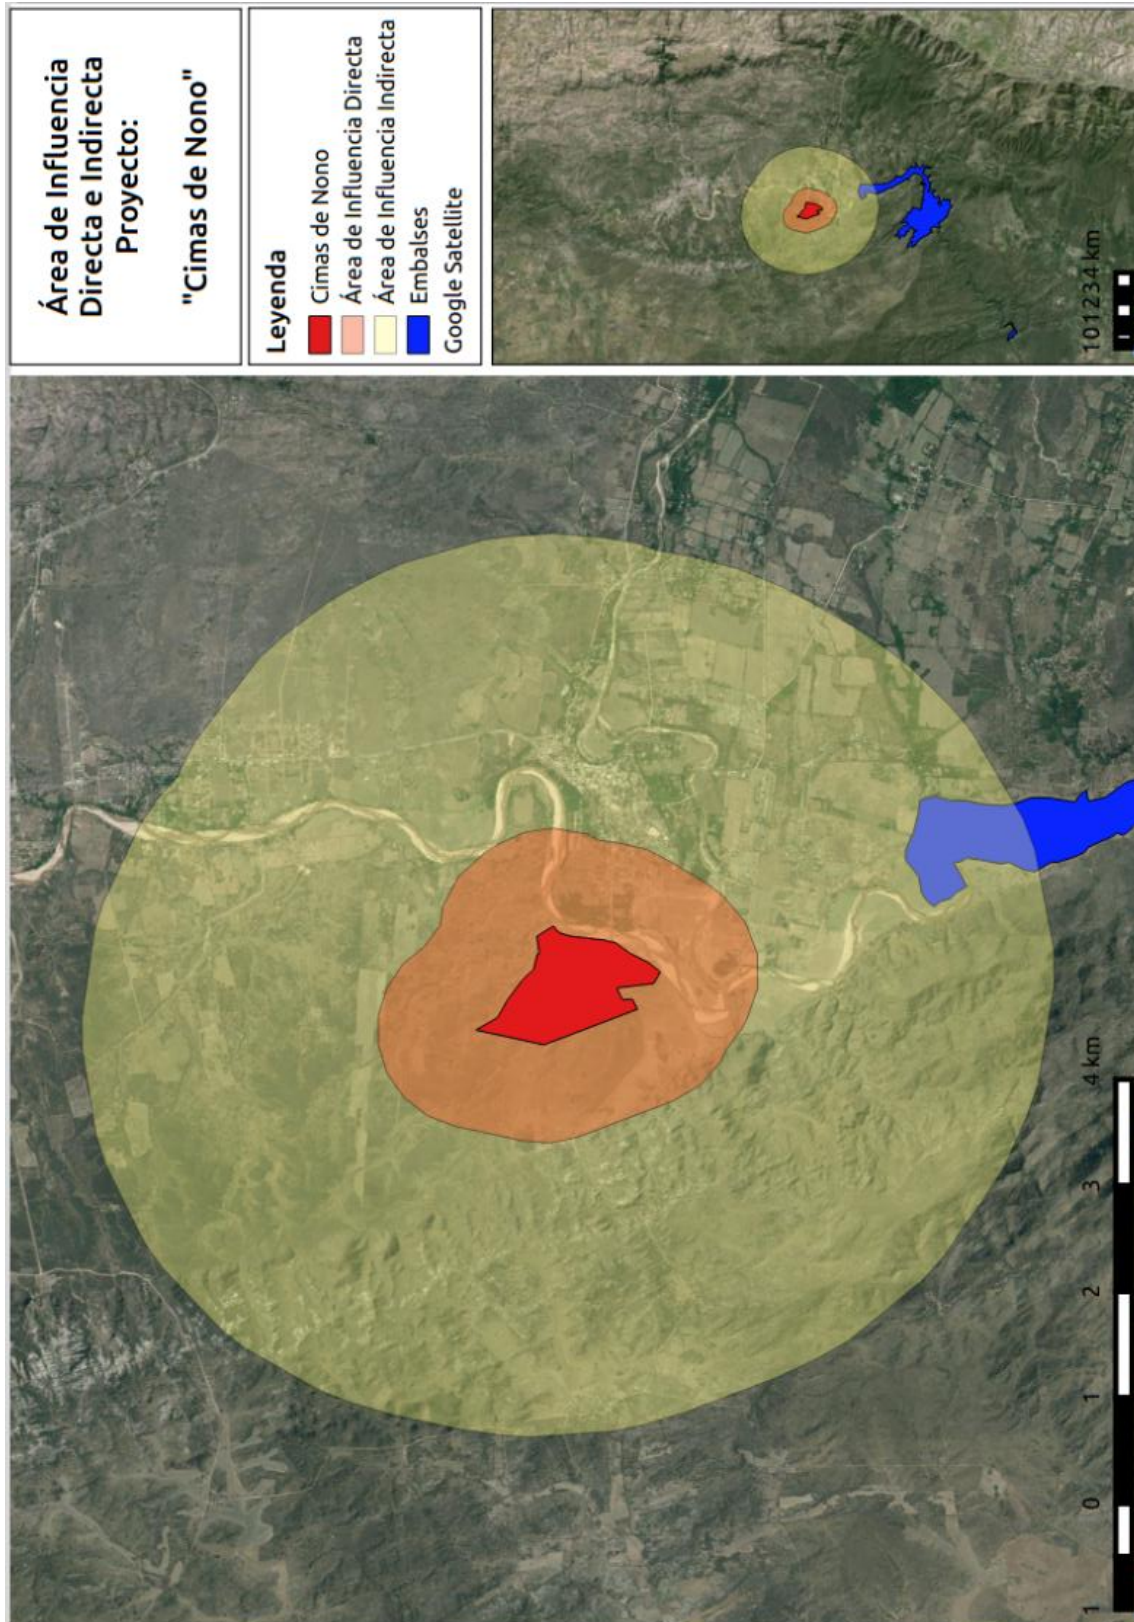 Área de Influencia
Directa e Indirecta
Proyecto:
"Cimas de Nono"
Leyenda
Cimas de Nono
Área de Influencia Directa
Área de Influencia Indirecta
Embalses
Google Satellite
1 0 1 2 3 4 km
1 0 1 2 3 4 km